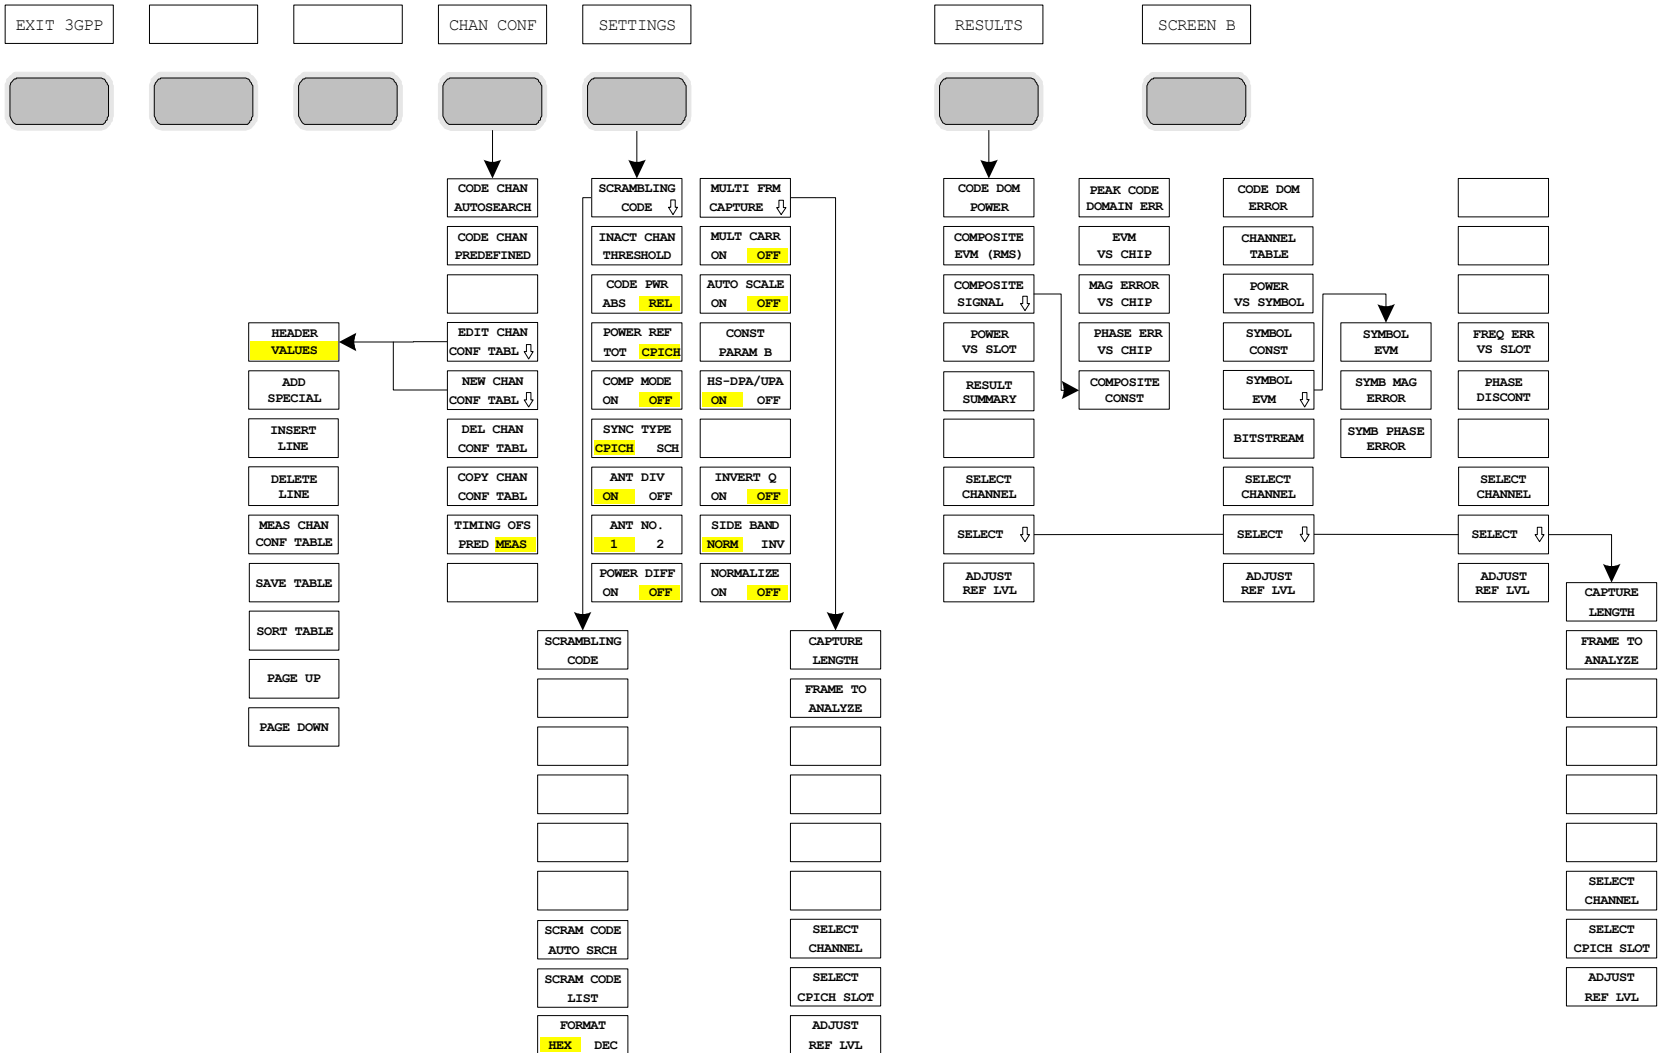 EXIT 3GPP
CHAN CONF
SETTINGS
RESULTS
SCREEN B
HEADER
VALUES
ADD
SPECIAL
INSERT
LINE
DELETE
LINE
MEAS CHAN
CONF TABLE
SAVE TABLE
SORT TABLE
PAGE UP
PAGE DOWN
CODE CHAN
AUTOSEARCH
CODE CHAN
PREDEFINED
EDIT CHAN
CONF TABL
NEW CHAN
CONF TABL
DEL CHAN
CONF TABL
COPY CHAN
CONF TABL
TIMING OFS
PRED MEAS
SCRAMBLING
CODE
INACT CHAN
THRESHOLD
CODE PWR
ABS REL
POWER REF
TOT CPICH
COMP MODE
ON OFF
SYNC TYPE
CPICH SCH
ANT DIV
ON OFF
ANT NO.
1 2
POWER DIFF
ON OFF
SCRAMBLING
CODE
SCRAM CODE
AUTO SRCH
SCRAM CODE
LIST
FORMAT
HEX DEC
MULTI FRM
CAPTURE
MULT CARR
ON OFF
AUTO SCALE
ON OFF
CONST
PARAM B
HS-DPA/UPA
ON OFF
INVERT Q
ON OFF
SIDE BAND
NORM INV
NORMALIZE
ON OFF
CAPTURE
LENGTH
FRAME TO
ANALYZE
SELECT
CHANNEL
SELECT
CPICH SLOT
ADJUST
REF LVL
CODE DOM
POWER
COMPOSITE
EVM (RMS)
COMPOSITE
SIGNAL
POWER
VS SLOT
RESULT
SUMMARY
SELECT
CHANNEL
SELECT
ADJUST
REF LVL
PEAK CODE
DOMAIN ERR
EVM
VS CHIP
MAG ERROR
VS CHIP
PHASE ERR
VS CHIP
COMPOSITE
CONST
CODE DOM
ERROR
CHANNEL
TABLE
POWER
VS SYMBOL
SYMBOL
CONST
SYMBOL
EVM
BITSTREAM
SELECT
CHANNEL
SELECT
ADJUST
REF LVL
SYMBOL
EVM
SYMB MAG
ERROR
SYMB PHASE
ERROR
FREQ ERR
VS SLOT
PHASE
DISCONT
SELECT
CHANNEL
SELECT
ADJUST
REF LVL
CAPTURE
LENGTH
FRAME TO
ANALYZE
SELECT
CHANNEL
SELECT
CPICH SLOT
ADJUST
REF LVL